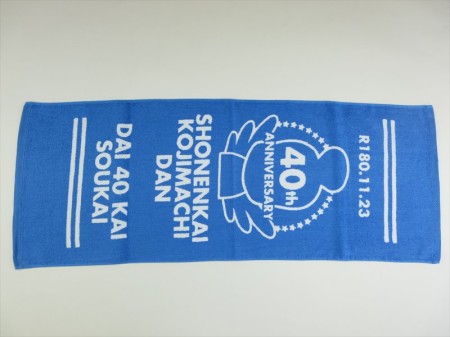 R180.11.23
40th
ANNIVERSARY
SHONENKAI
KOJIMACHI
DAN
DAI 40 KAI
SOUKAI